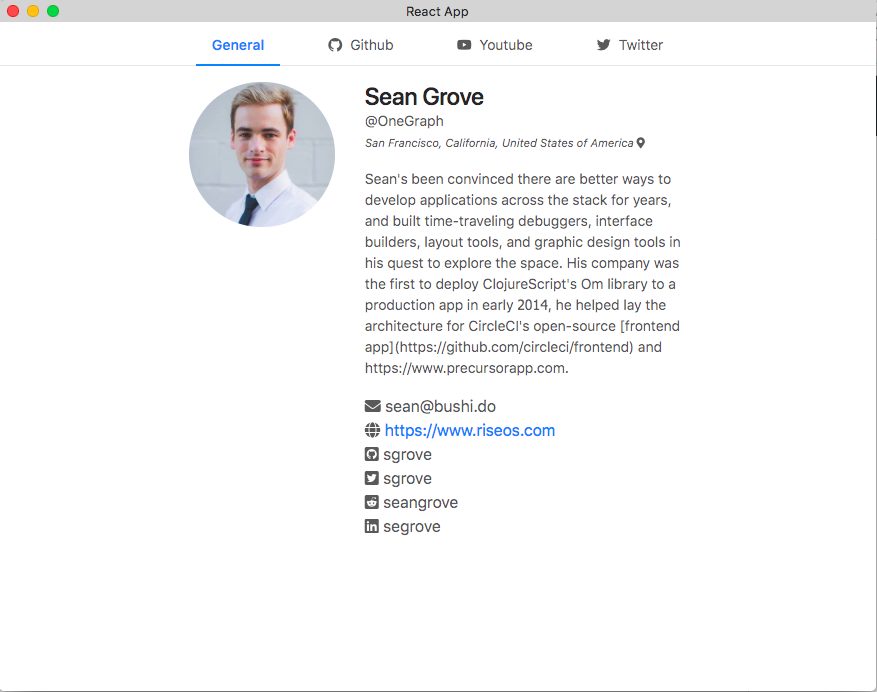 React App
General
Github
Youtube
Twitter
Sean Grove
@OneGraph
San Francisco, California, United States of America
Sean's been convinced there are better ways to
develop applications across the stack for years,
and built time-traveling debuggers, interface
builders, layout tools, and graphic design tools in
his quest to explore the space. His company was
the first to deploy ClojureScript's Om library to a
production app in early 2014, he helped lay the
architecture for CircleCI's open-source [frontend
app](https://github.com/circleci/frontend) and
https://www.precursorapp.com.
sean@bushi.do
https://www.riseos.com
sgrove
sgrove
seangrove
segrove